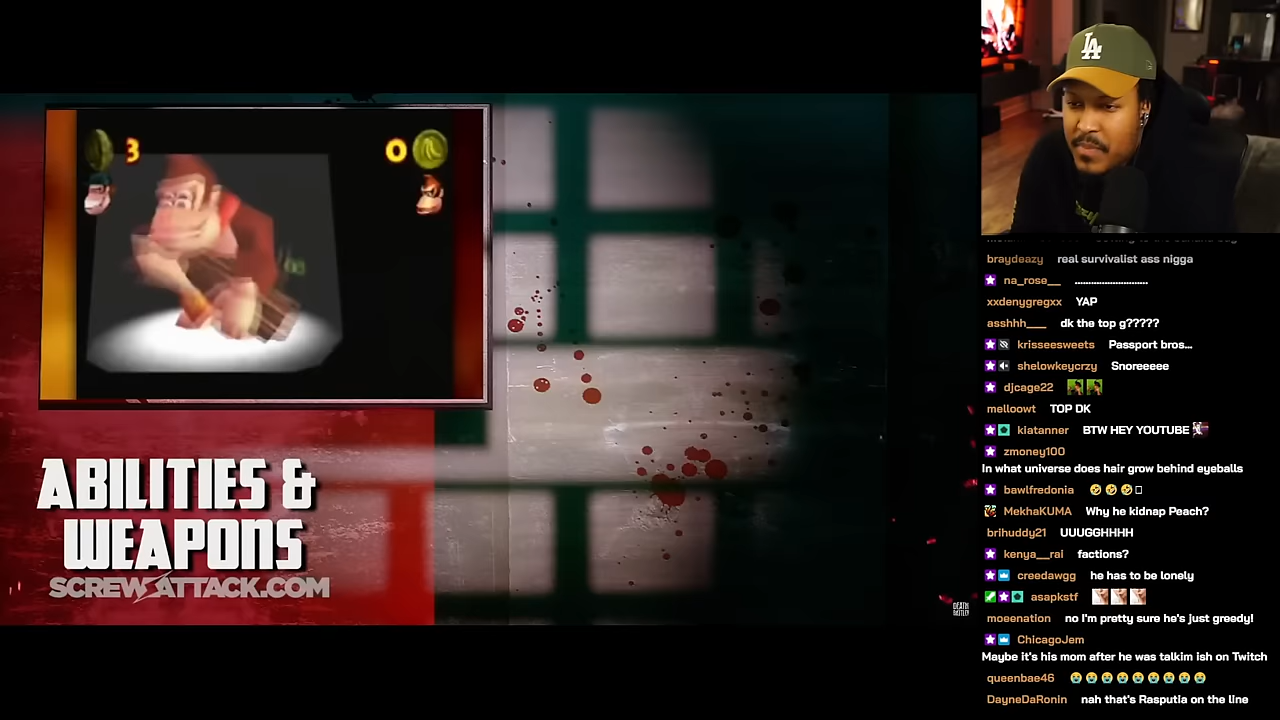 3
0
ABILITIES &
WEAPONS
SCREWATTACK.COM
DEATH
BATTLE!
LA
braydeazy real survivalist ass nigga
na_rose__ ..........................
xxdenygregxx YAP
asshhh___ dk the top g?????
krisseesweets Passport bros...
shelowkeycrzy Snoreeeee
djcage22
melloowt TOP DK
kiatanner BTW HEY YOUTUBE
zmoney100
In what universe does hair grow behind eyeballs
bawlfredonia 🤣🤣🤣
MekhaKUMA Why he kidnap Peach?
brihuddy21 UUUGGHHHH
kenya__rai factions?
creedawgg he has to be lonely
asapkstf
moeenation no I'm pretty sure he's just greedy!
ChicagoJem
Maybe it's his mom after he was talkim ish on Twitch
queenbae46 😭😭😭😭😭😭😭😭😭
DayneDaRonin nah that's Rasputia on the line